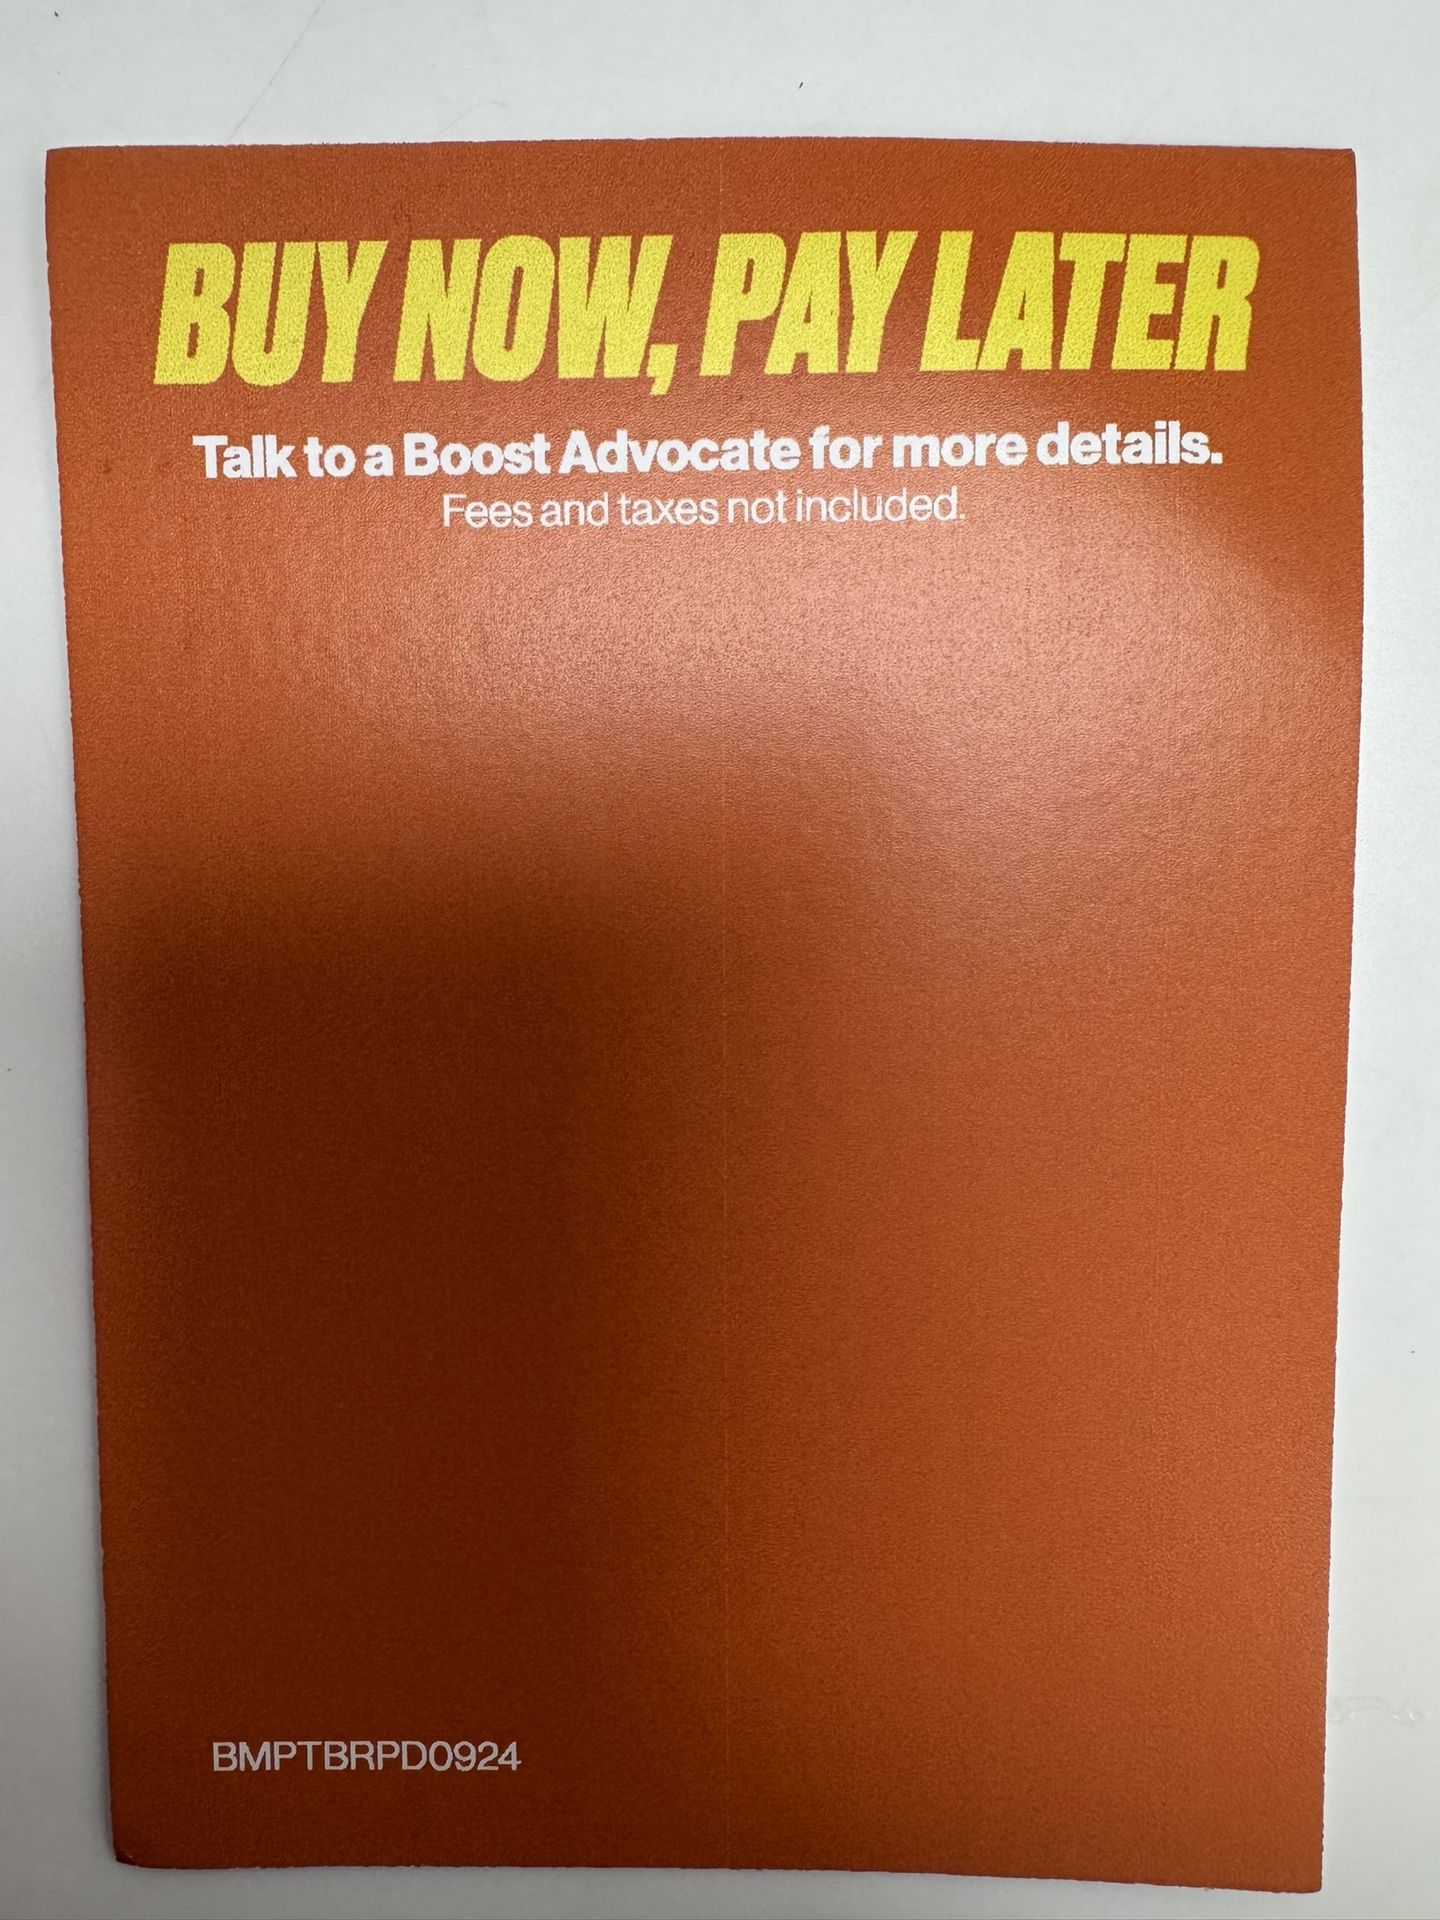 BUY NOW, PAY LATER
Talk to a Boost Advocate for more details.
Fees and taxes not included.
BMPTBRPD0924